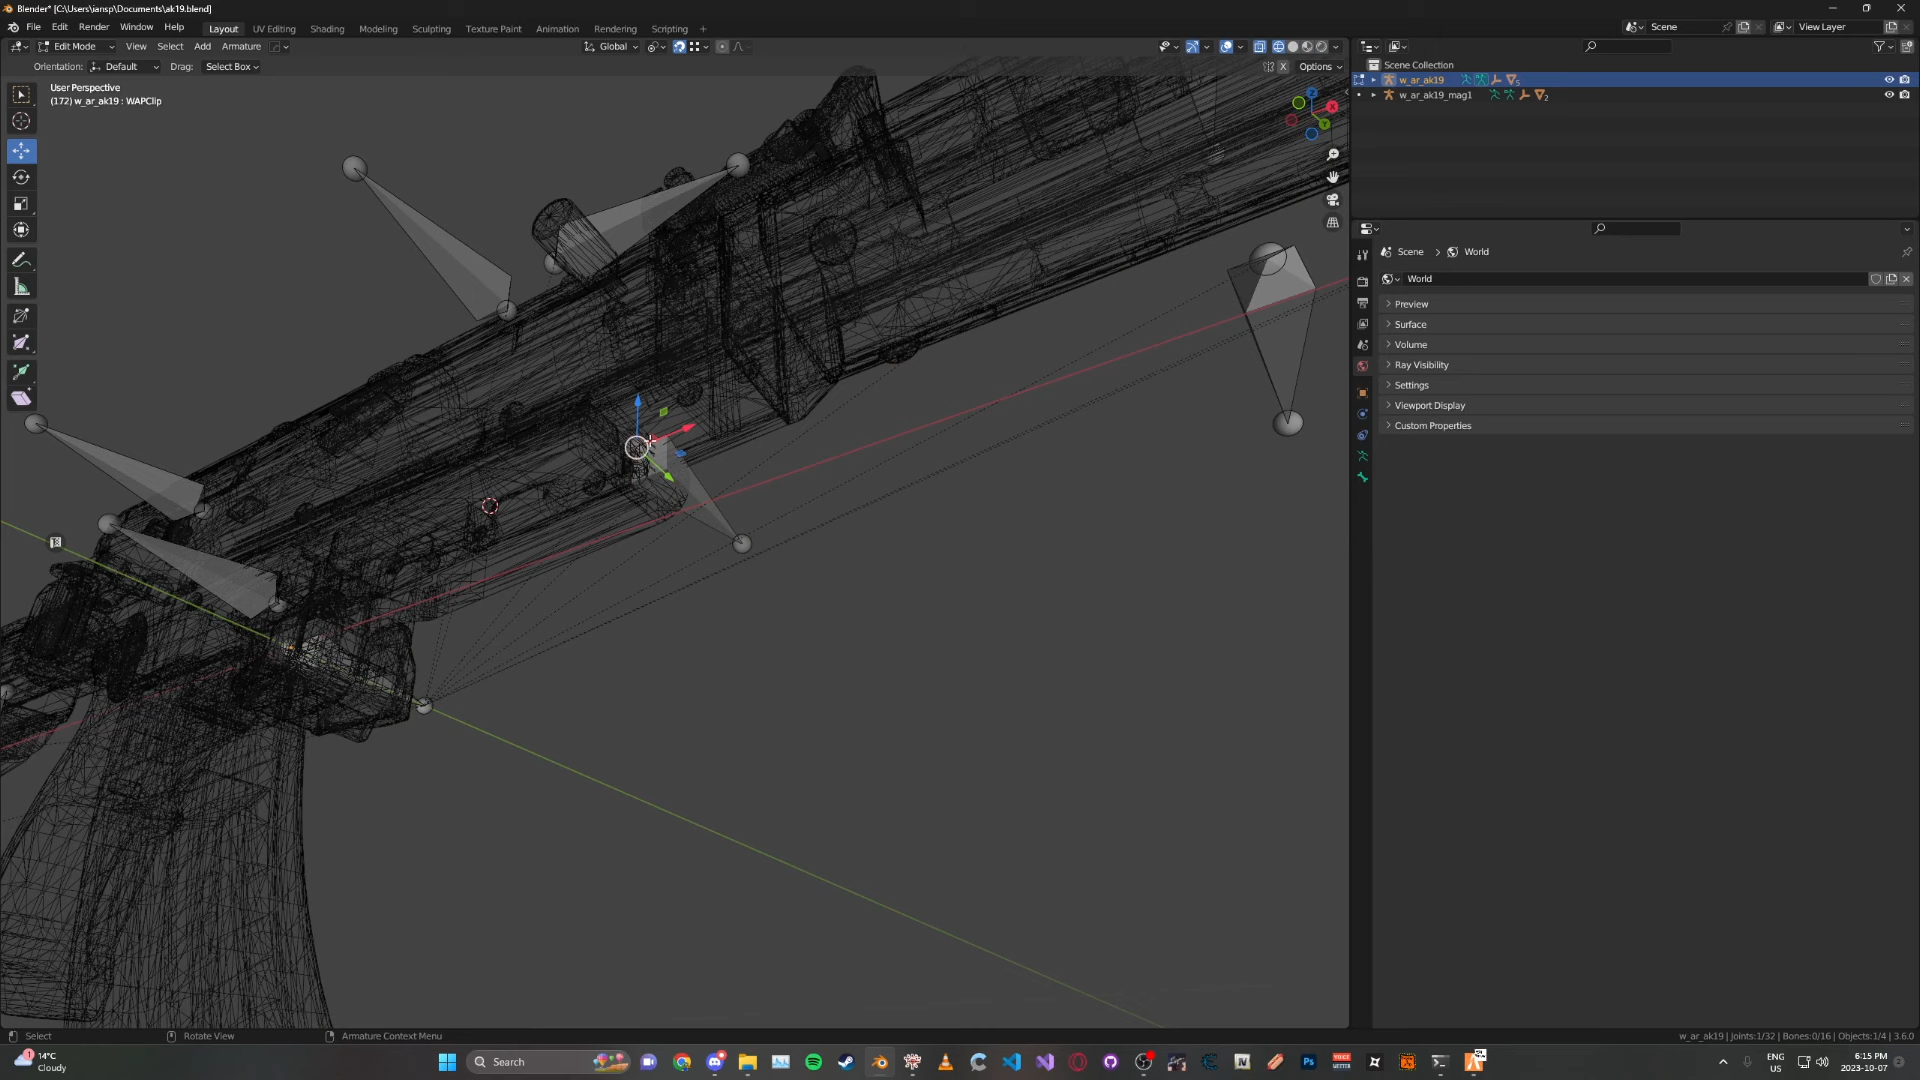 Blender* [C:\Users\iansp\Documents\ak19.blend]
File Edit Render Window Help Layout UV Editing Shading Modeling Sculpting Texture Paint Animation Rendering Scripting + Scene View Layer
Edit Mode View Select Add Armature Global
Orientation: Default Drag: Select Box X Options
User Perspective
(172) w_ar_ak19 : WAPClip
Scene Collection
w_ar_ak19 5
w_ar_ak19_mag1 2
Z
X
Y
Scene > World
World
Preview
Surface
Volume
Ray Visibility
Settings
Viewport Display
Custom Properties
Select Rotate View Armature Context Menu w_ar_ak19 | Joints:1/32 | Bones:0/16 | Objects:1/4 | 3.6.0
1 14°C
Cloudy
Search
ENG
US
6:15 PM
2023-10-07